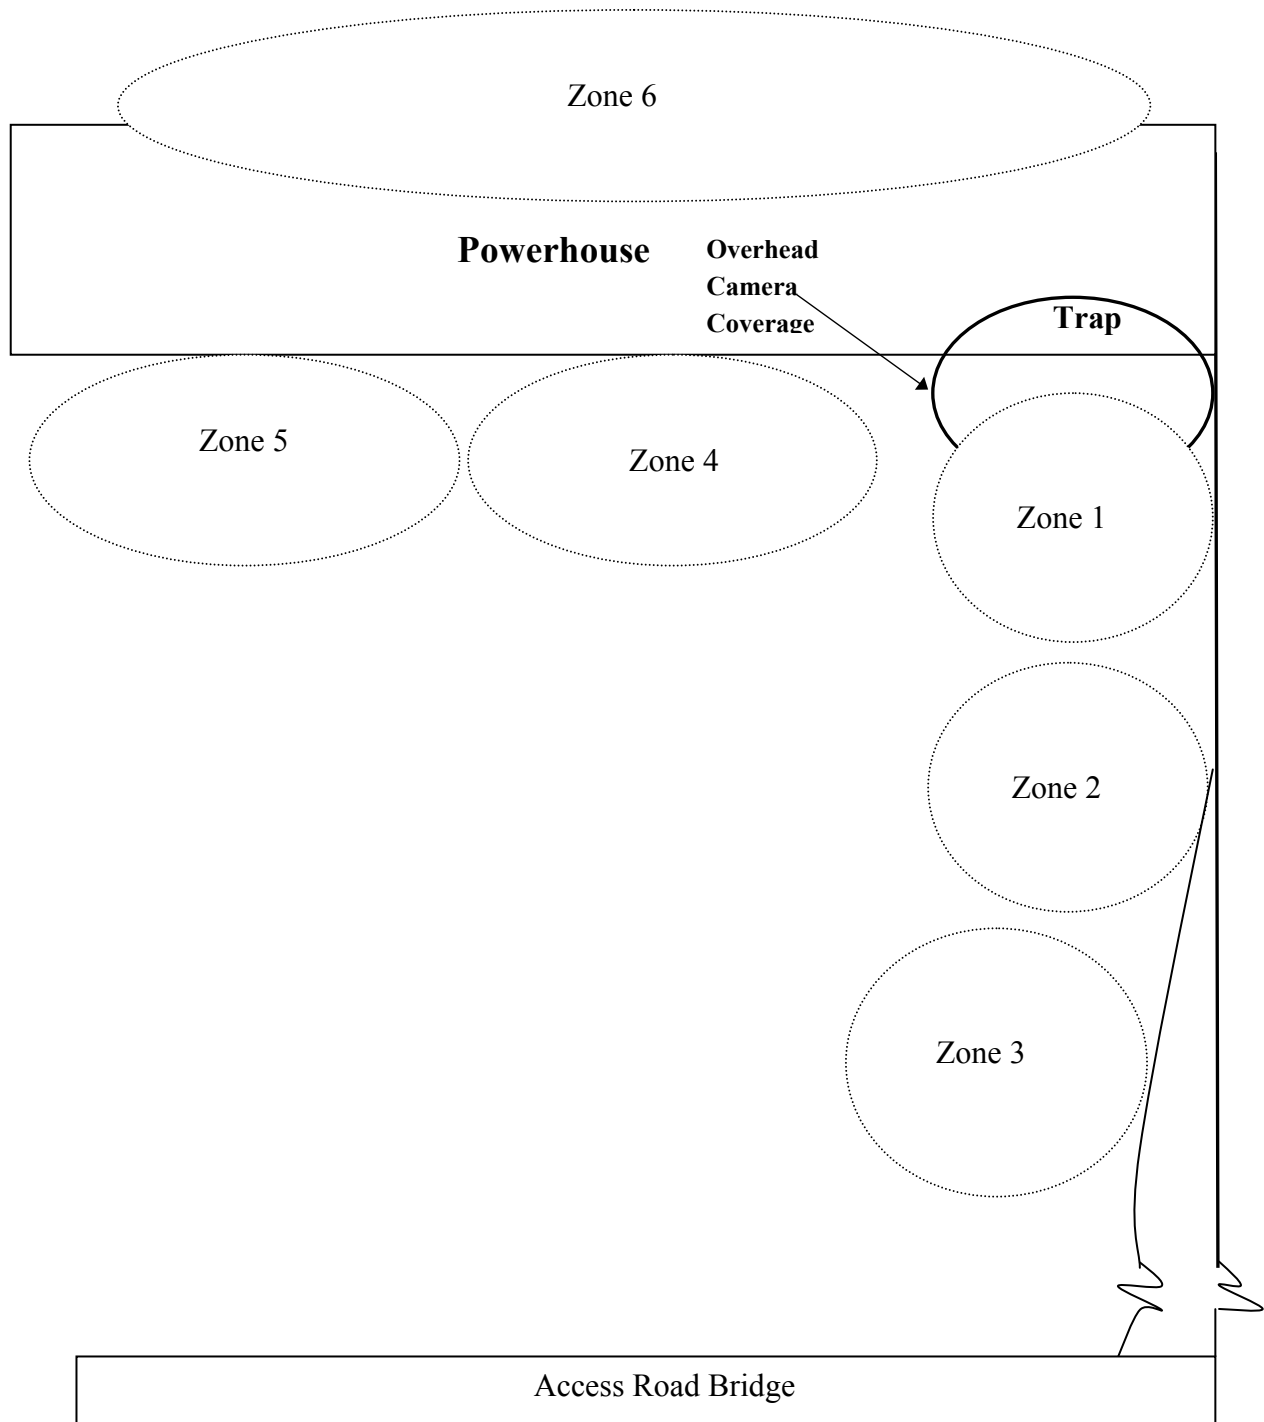 Zone 6
Powerhouse
Overhead
Camera
Coverage
Trap
Zone 5
Zone 4
Zone 1
Zone 2
Zone 3
Access Road Bridge